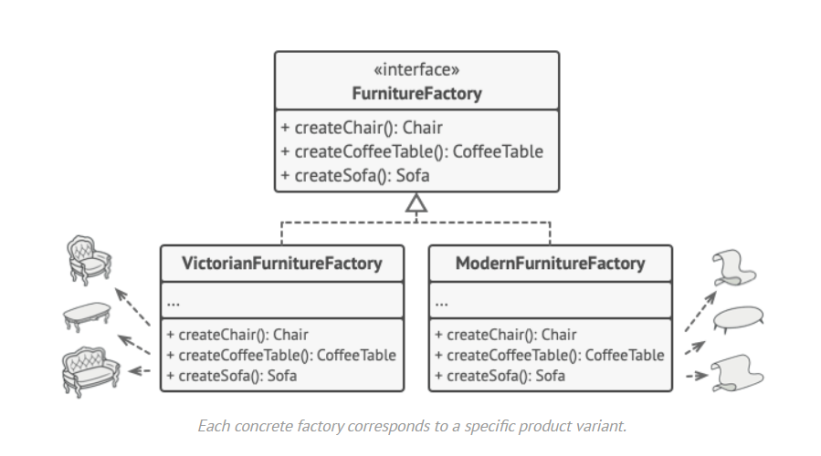 «interface»
FurnitureFactory
+ createChair(): Chair
+ createCoffeeTable(): CoffeeTable
+ createSofa(): Sofa
VictorianFurnitureFactory
...
+ createChair(): Chair
+ createCoffeeTable(): CoffeeTable
+ createSofa(): Sofa
ModernFurnitureFactory
...
+ createChair(): Chair
+ createCoffeeTable(): CoffeeTable
+ createSofa(): Sofa
Each concrete factory corresponds to a specific product variant.